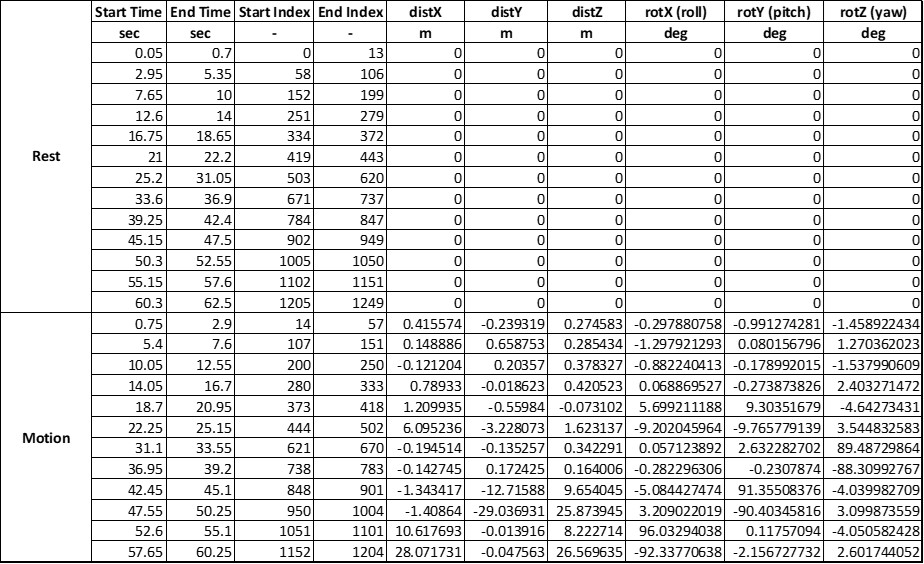 Start Time End Time Start Index End Index distX distY distZ rotX (roll) rotY (pitch) rotZ (yaw)
sec sec - - m m m deg deg deg
0.05 0.7 0 13 0 0 0 0 0 0
2.95 5.35 58 106 0 0 0 0 0 0
7.65 10 152 199 0 0 0 0 0 0
12.6 14 251 279 0 0 0 0 0 0
16.75 18.65 334 372 0 0 0 0 0 0
Rest 21 22.2 419 443 0 0 0 0 0 0
25.2 31.05 503 620 0 0 0 0 0 0
33.6 36.9 671 737 0 0 0 0 0 0
39.25 42.4 784 847 0 0 0 0 0 0
45.15 47.5 902 949 0 0 0 0 0 0
50.3 52.55 1005 1050 0 0 0 0 0 0
55.15 57.6 1102 1151 0 0 0 0 0 0
60.3 62.5 1205 1249 0 0 0 0 0 0
0.75 2.9 14 57 0.415574 -0.239319 0.274583 -0.297880758 -0.991274281 -1.458922434
5.4 7.6 107 151 0.148886 0.658753 0.285434 -1.297921293 0.080156796 1.270362023
10.05 12.55 200 250 -0.121204 0.20357 0.378327 -0.882240413 -0.178992015 -1.537990609
14.05 16.7 280 333 0.78933 -0.018623 0.420523 0.068869527 -0.273873826 2.403271472
18.7 20.95 373 418 1.209935 -0.55984 -0.073102 5.699211188 9.30351679 -4.64273431
Motion 22.25 25.15 444 502 6.095236 -3.228073 1.623137 -9.202045964 -9.765779139 3.544832583
31.1 33.55 621 670 -0.194514 -0.135257 0.342291 0.057123892 2.632282702 89.48729864
36.95 39.2 738 783 -0.142745 0.172425 0.164006 -0.282296306 -0.2307874 -88.30992767
42.45 45.1 848 901 -1.343417 -12.71588 9.654045 -5.084427474 91.35508376 -4.039982709
47.55 50.25 950 1004 -1.40864 -29.036931 25.873945 3.209022019 -90.40345816 3.099873559
52.6 55.1 1051 1101 10.617693 -0.013916 8.222714 96.03294038 0.11757094 -4.050582428
57.65 60.25 1152 1204 28.071731 -0.047563 26.569635 -92.33770638 -2.156727732 2.601744052